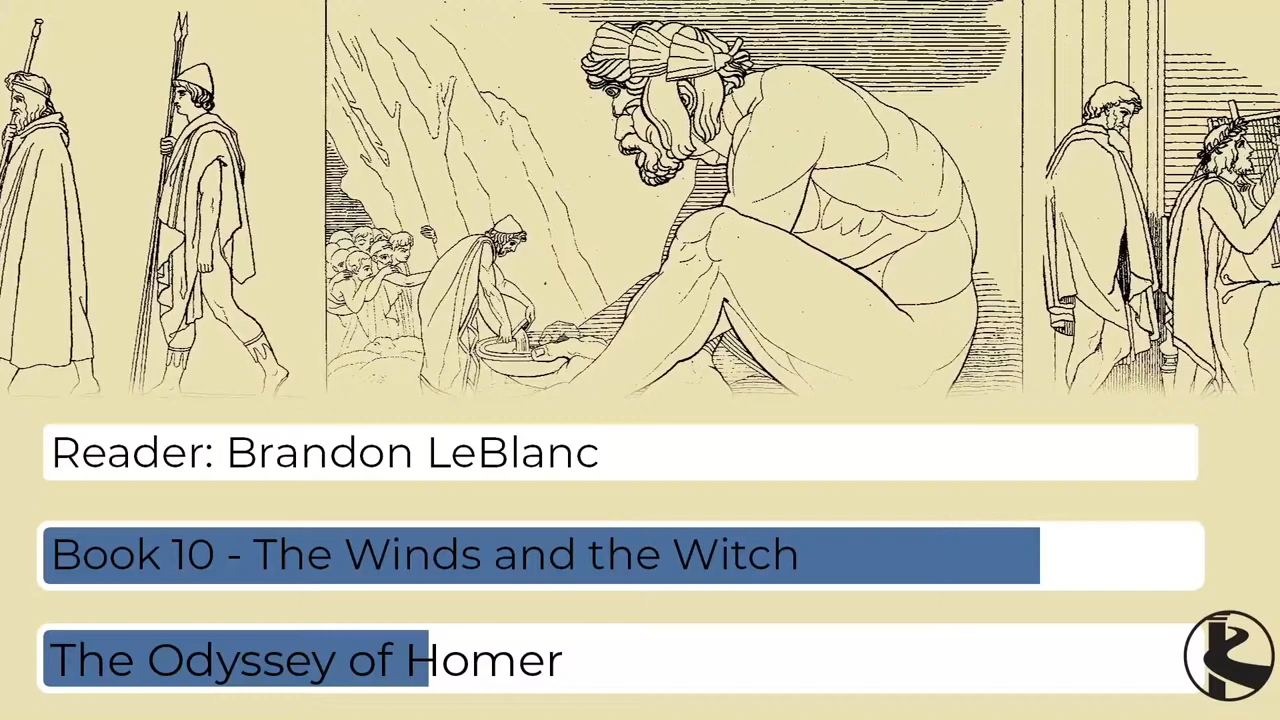 Reader: Brandon LeBlanc
Book 10 - The Winds and the Witch
The Odyssey of Homer